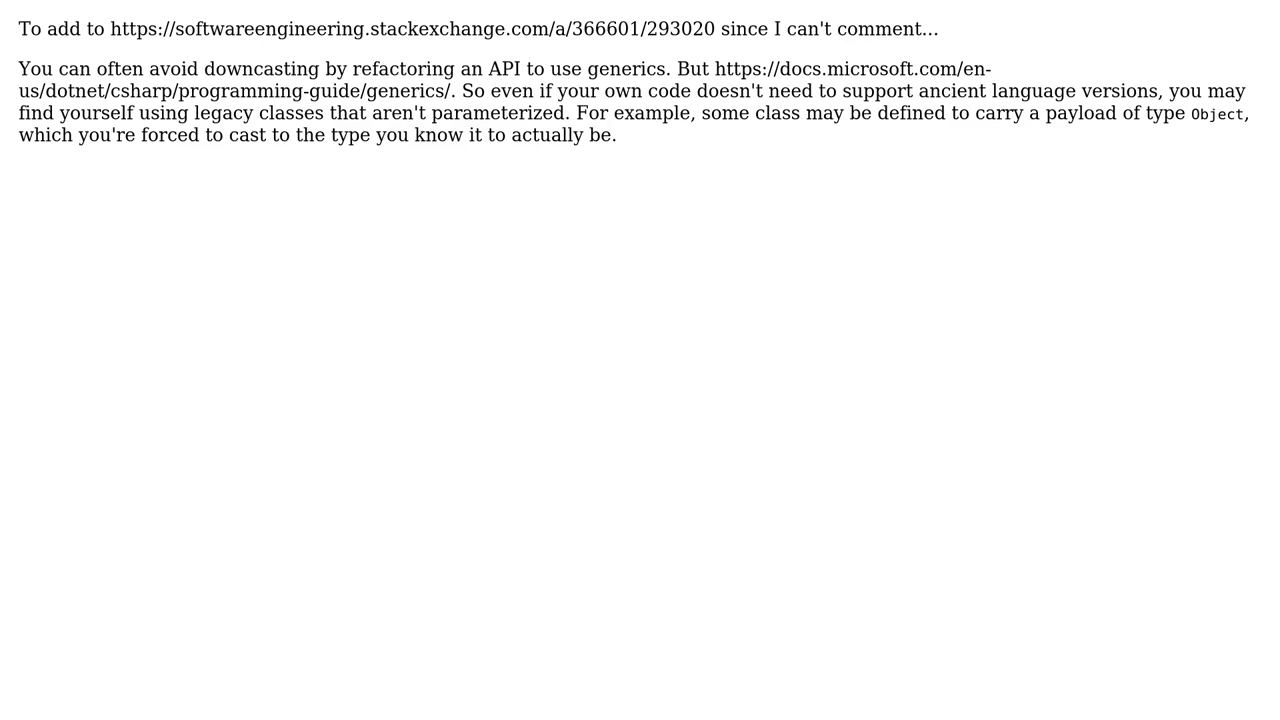 To add to https://softwareengineering.stackexchange.com/a/366601/293020 since I can't comment...
You can often avoid downcasting by refactoring an API to use generics. But https://docs.microsoft.com/en-
us/dotnet/csharp/programming-guide/generics/. So even if your own code doesn't need to support ancient language versions, you may
find yourself using legacy classes that aren't parameterized. For example, some class may be defined to carry a payload of type Object,
which you're forced to cast to the type you know it to actually be.